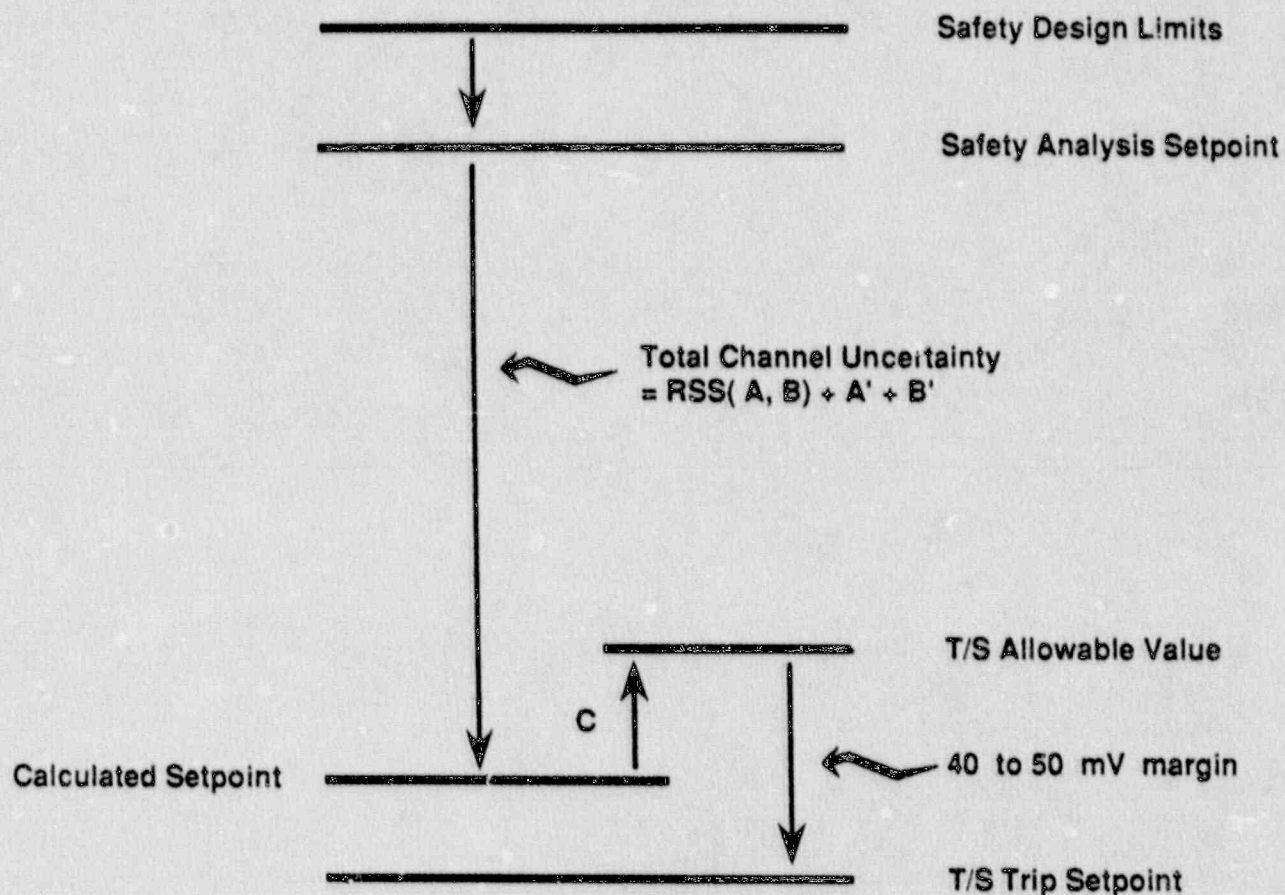 Safety Design Limits
Safety Analysis Setpoint
Total Channel Uncertainty
= RSS( A, B) + A' + B'
T/S Allowable Value
C
Calculated Setpoint
40 to 50 mV margin
T/S Trip Setpoint